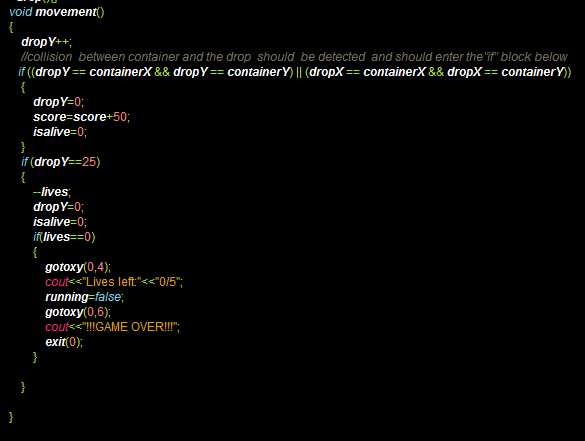 void movement()
{
dropY++;
//collision between container and the drop should be detected and should enter the"if" block below
if ((dropY == containerX && dropY == containerY) || (dropX == containerX && dropX == containerY))
{
dropY=0;
score=score+50;
isalive=0;
}
if (dropY==25)
{
--lives;
dropY=0;
isalive=0;
if(lives==0)
{
gotoxy(0,4);
cout<<"Lives left:"<<"0/5";
running=false;
gotoxy(0,6);
cout<<"!!!GAME OVER!!!";
exit(0);
}
}
}